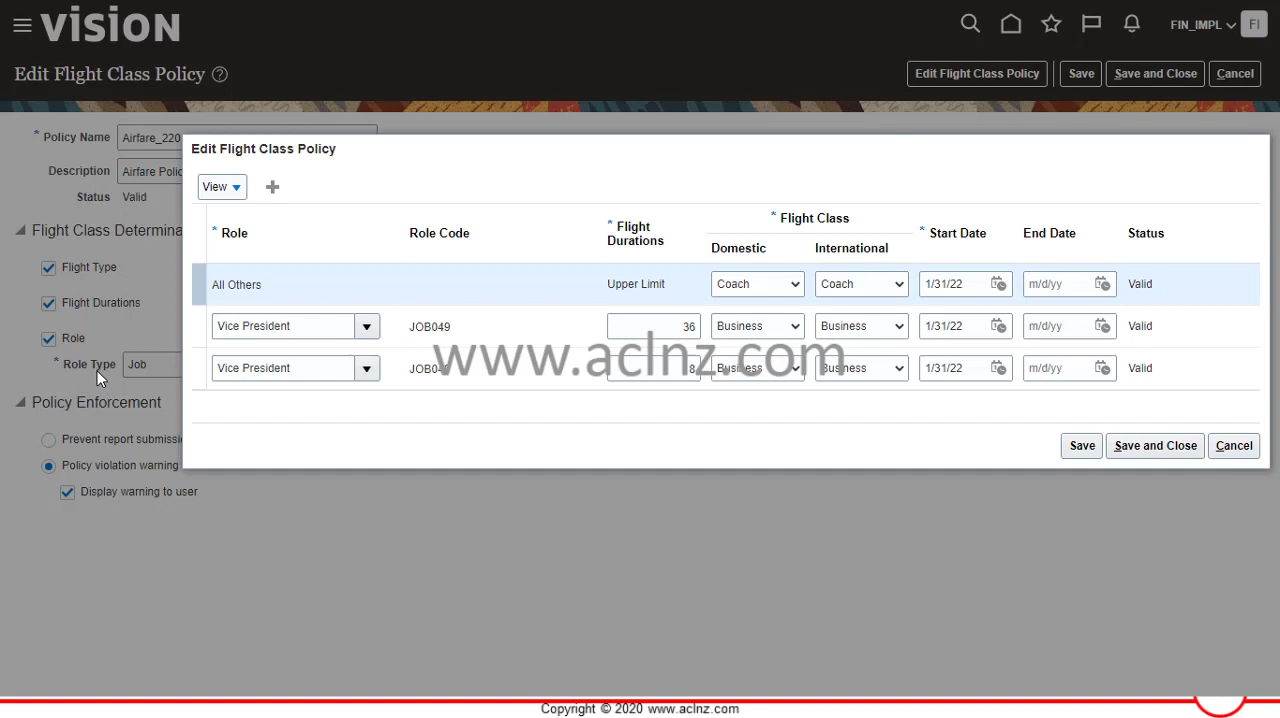 VISION
FIN_IMPL
FI
Edit Flight Class Policy
Edit Flight Class Policy Save Save and Close Cancel
* Policy Name Airfare_220
Description Airfare Polic
Status Valid
Flight Class Determina
Flight Type
Flight Durations
Role
* Role Type Job
Policy Enforcement
Prevent report submissi
Policy violation warning
Display warning to user
Edit Flight Class Policy
View
* Role Role Code * Flight Durations * Flight Class * Start Date End Date Status
Domestic International
All Others Upper Limit Coach Coach 1/31/22 m/d/yy Valid
Vice President JOB049 36 Business Business 1/31/22 m/d/yy Valid
Vice President 8 Business Business 1/31/22 m/d/yy Valid
www.aclnz.com
Save Save and Close Cancel
Copyright © 2020 www.aclnz.com